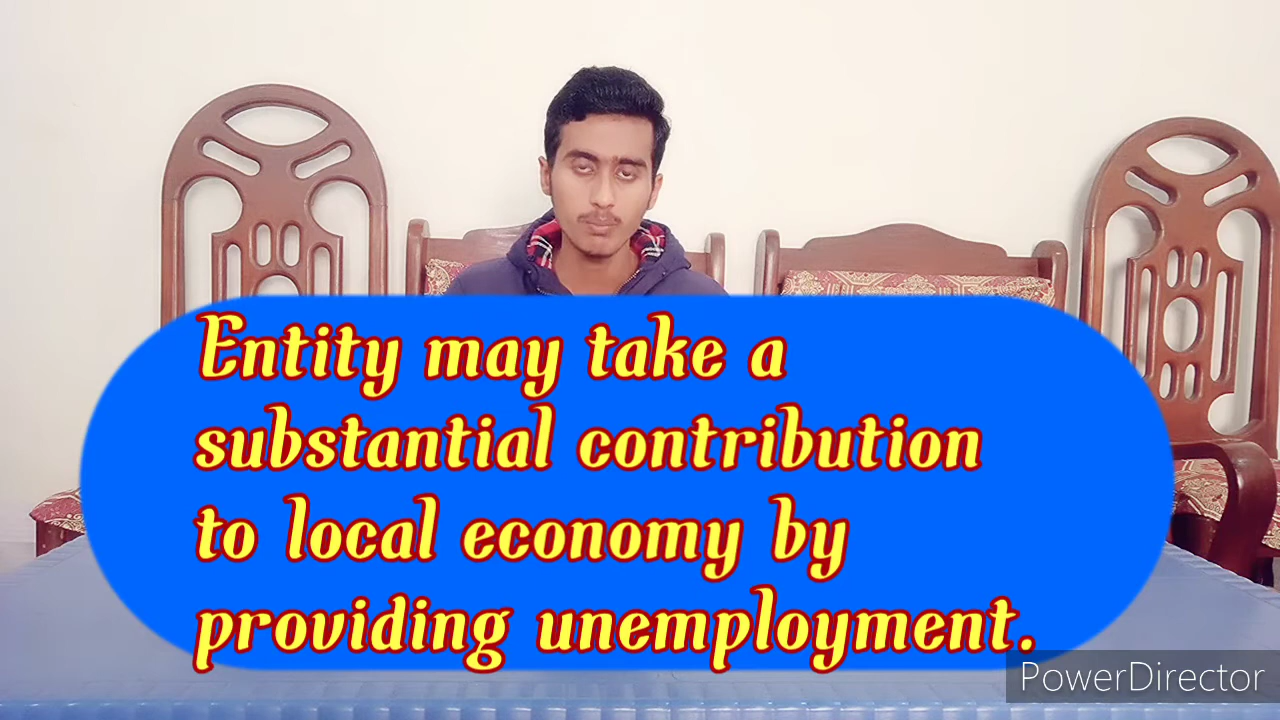 Entity may take a
substantial contribution
to local economy by
providing unemployment.
PowerDirector